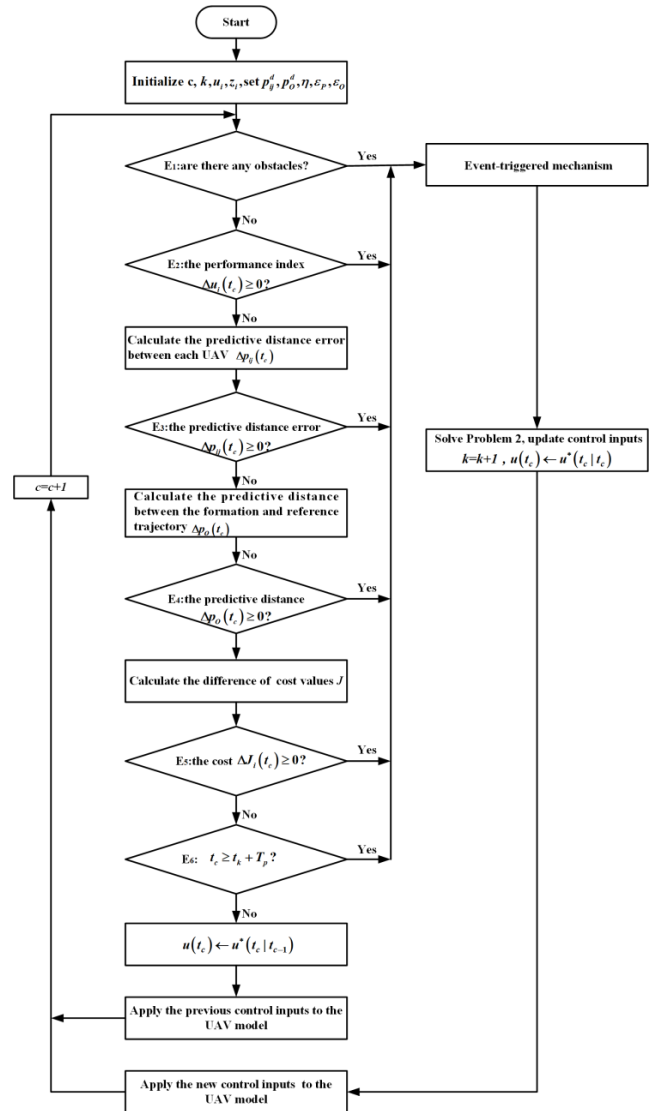 Start
Initialize c, k, u_i, z_i, set p_{ij}^d, p_O^d, η, ε_P, ε_O
E1:are there any obstacles?
Yes
Event-triggered mechanism
No
E2:the performance index
Δu_i(t_c) ≥ 0?
Yes
No
Calculate the predictive distance error
between each UAV Δp_{ij}(t_c)
E3:the predictive distance error
Δp_{ij}(t_c) ≥ 0?
Yes
Solve Problem 2, update control inputs
k=k+1 , u(t_c) ← u^*(t_c | t_c)
No
c=c+1
Calculate the predictive distance
between the formation and reference
trajectory Δp_O(t_c)
No
E4:the predictive distance
Δp_O(t_c) ≥ 0?
Yes
Calculate the difference of cost values J
E5:the cost ΔJ_i(t_c) ≥ 0?
Yes
No
E6: t_c ≥ t_k + T_p ?
Yes
No
u(t_c) ← u^*(t_c | t_{c-1})
Apply the previous control inputs to the
UAV model
Apply the new control inputs to the
UAV model